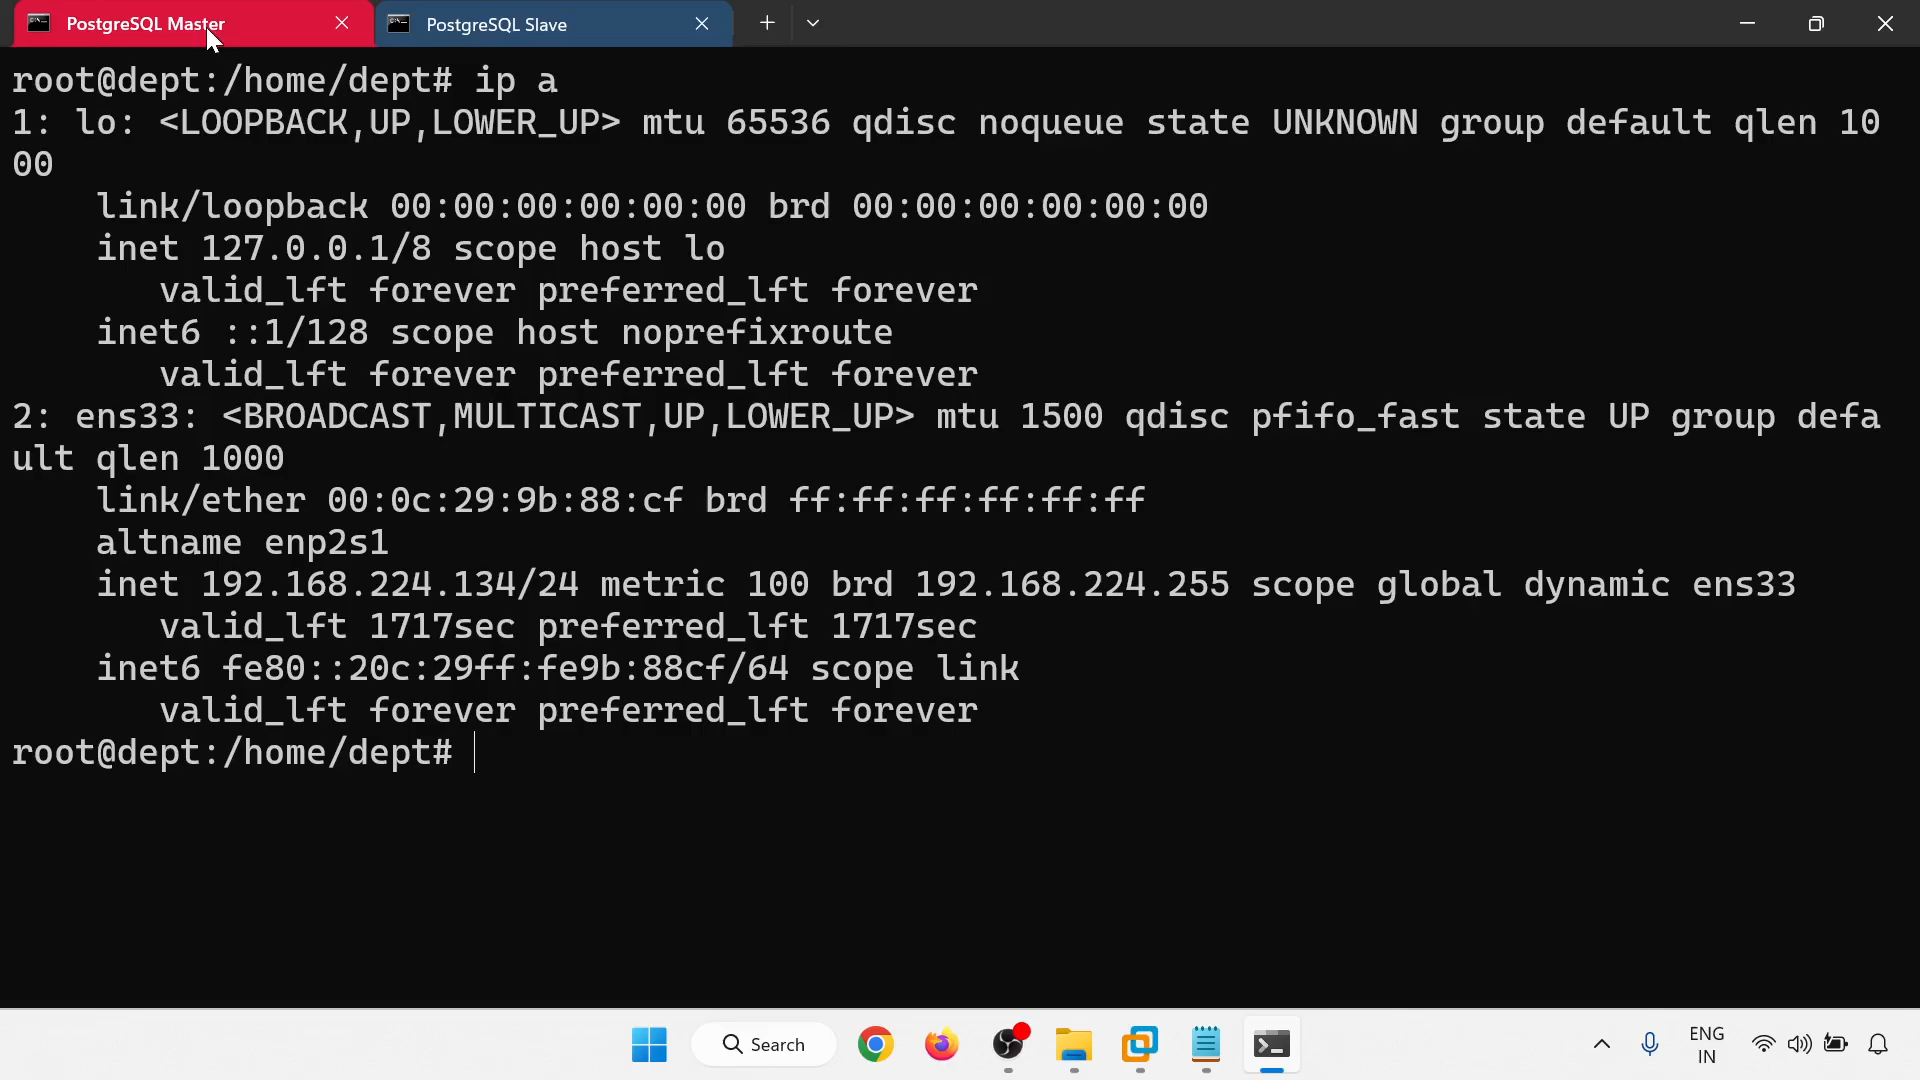 PostgreSQL Master
PostgreSQL Slave
root@dept:/home/dept# ip a
1: lo: <LOOPBACK,UP,LOWER_UP> mtu 65536 qdisc noqueue state UNKNOWN group default qlen 10
00
    link/loopback 00:00:00:00:00:00 brd 00:00:00:00:00:00
    inet 127.0.0.1/8 scope host lo
       valid_lft forever preferred_lft forever
    inet6 ::1/128 scope host noprefixroute
       valid_lft forever preferred_lft forever
2: ens33: <BROADCAST,MULTICAST,UP,LOWER_UP> mtu 1500 qdisc pfifo_fast state UP group defa
ult qlen 1000
    link/ether 00:0c:29:9b:88:cf brd ff:ff:ff:ff:ff:ff
    altname enp2s1
    inet 192.168.224.134/24 metric 100 brd 192.168.224.255 scope global dynamic ens33
       valid_lft 1717sec preferred_lft 1717sec
    inet6 fe80::20c:29ff:fe9b:88cf/64 scope link
       valid_lft forever preferred_lft forever
root@dept:/home/dept#
Search
ENG
IN